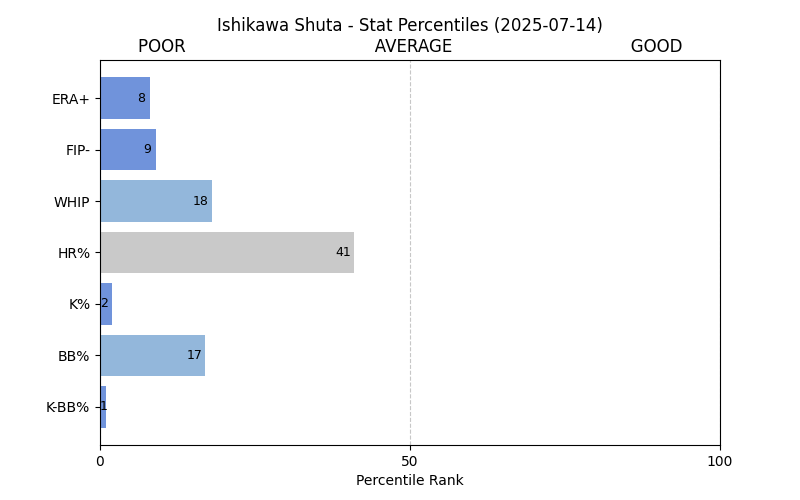 Ishikawa Shuta - Stat Percentiles (2025-07-14)
POOR AVERAGE GOOD
ERA+ 8
FIP- 9
WHIP 18
HR% 41
K% 2
BB% 17
K-BB% 1
0 50 100
Percentile Rank